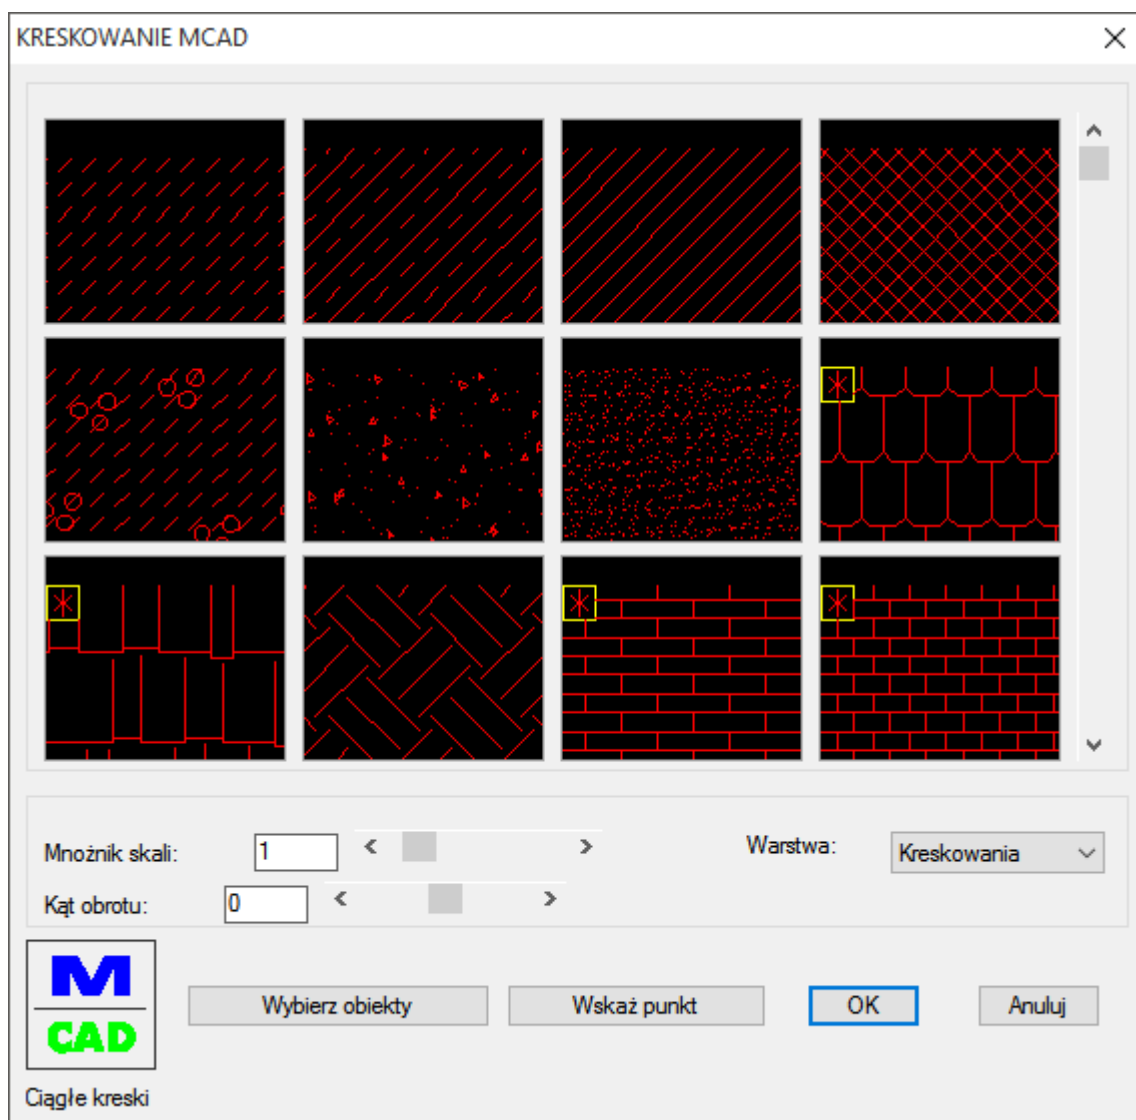 KRESKOWANIE MCAD
Mnożnik skali:
1
Warstwa:
Kreskowania
Kąt obrotu:
0
M
CAD
Wybierz obiekty
Wskaż punkt
OK
Anuluj
Ciągłe kreski